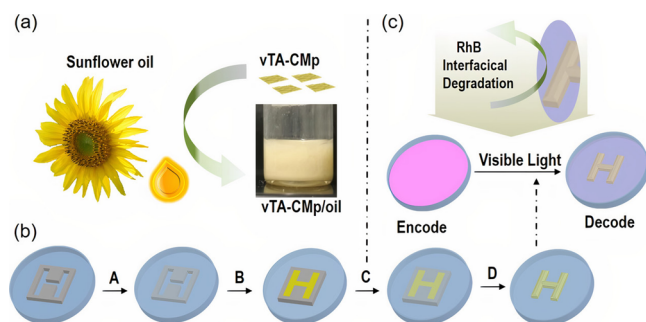 (a)
Sunflower oil
vTA-CMp
vTA-CMp/oil
(b)
A
B
C
D
(c)
RhB
Interfacical
Degradation
Visible Light
Encode
Decode
H
H
H
H
H